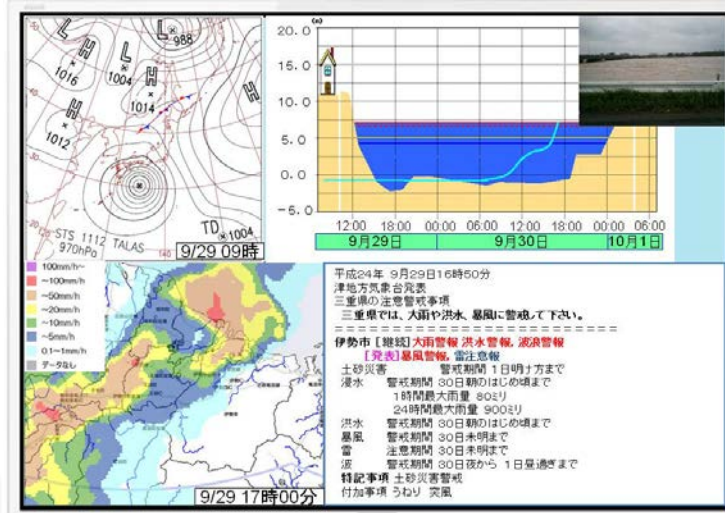 L
988
H
1016
L
1004
H
1014
H
H
1012
STS 1112 TALAS
970hPa
140
TD
1004
9/29 09時
(m)
20.0
15.0
10.0
5.0
0.0
-5.0
12:00 18:00 00:00 06:00 12:00 18:00 00:00 06:00
9月29日 9月30日 10月1日
100mm/h~
~100mm/h
~50mm/h
~20mm/h
~10mm/h
~5mm/h
0.1~1mm/h
データなし
9/29 17時00分
平成24年 9月29日16時50分
津地方気象台発表
三重県の注意警戒事項
三重県では、大雨や洪水、暴風に警戒して下さい。
============================
伊勢市 [継続]大雨警報,洪水警報,波浪警報
[発表]暴風警報,雷注意報
土砂災害 警戒期間 1日明け方まで
浸水 警戒期間 30日朝のはじめ頃まで
1時間最大雨量 80ミリ
24時間最大雨量 900ミリ
洪水 警戒期間 30日朝のはじめ頃まで
暴風 警戒期間 30日未明まで
雷 注意期間 30日未明まで
波 警戒期間 30日夜から 1日昼過ぎまで
特記事項 土砂災害警戒
付加事項 うねり 突風